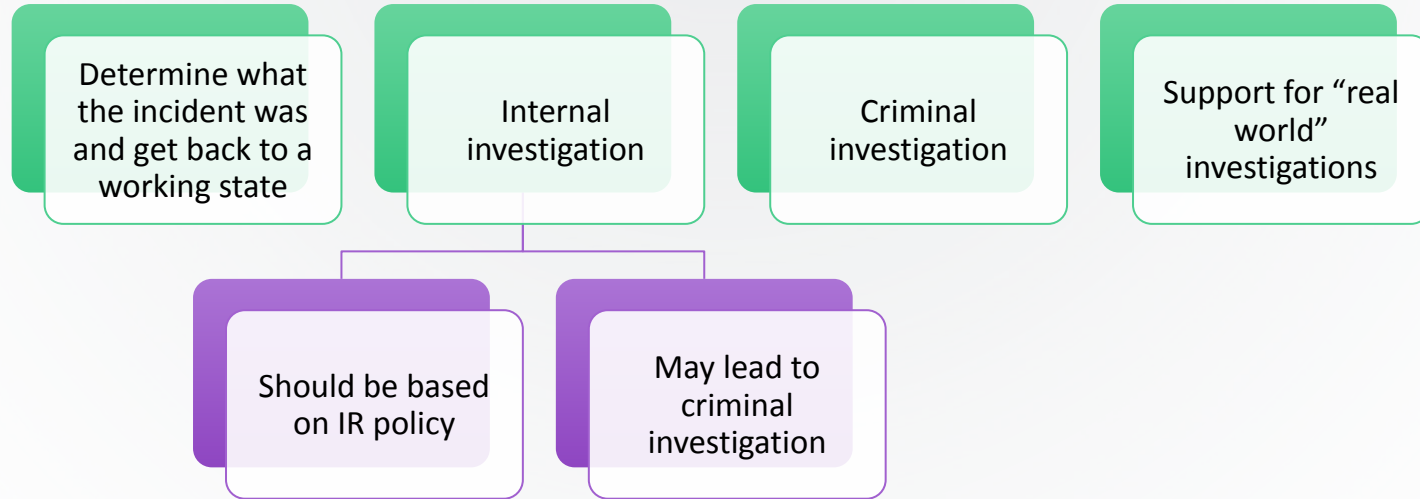 Determine what
the incident was
and get back to a
working state
Internal
investigation
Criminal
investigation
Support for “real
world”
investigations
Should be based
on IR policy
May lead to
criminal
investigation